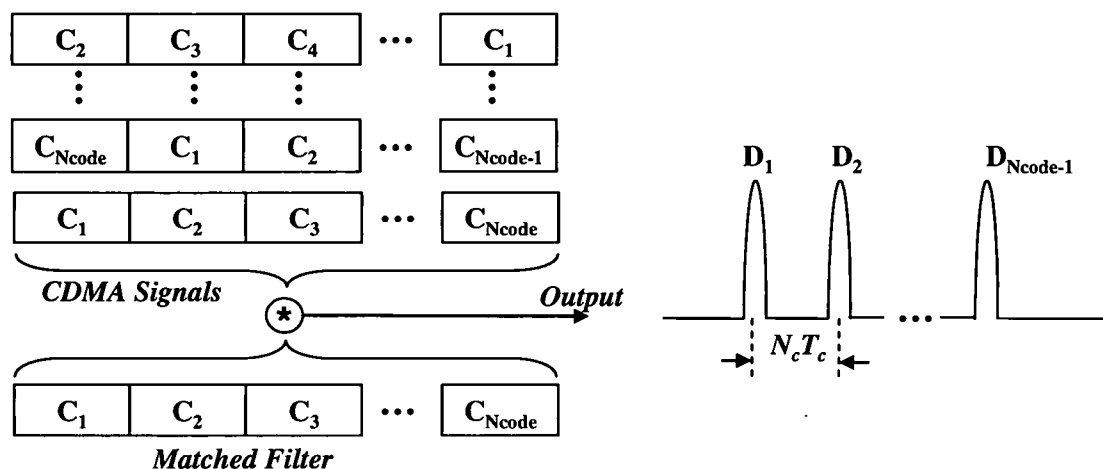 C₂ C₃ C₄ ••• C₁
C_Ncode C₁ C₂ ••• C_Ncode-1
C₁ C₂ C₃ ••• C_Ncode
CDMA Signals
* Output
C₁ C₂ C₃ ••• C_Ncode
Matched Filter
D₁ D₂ D_Ncode-1
•••
N_cT_c